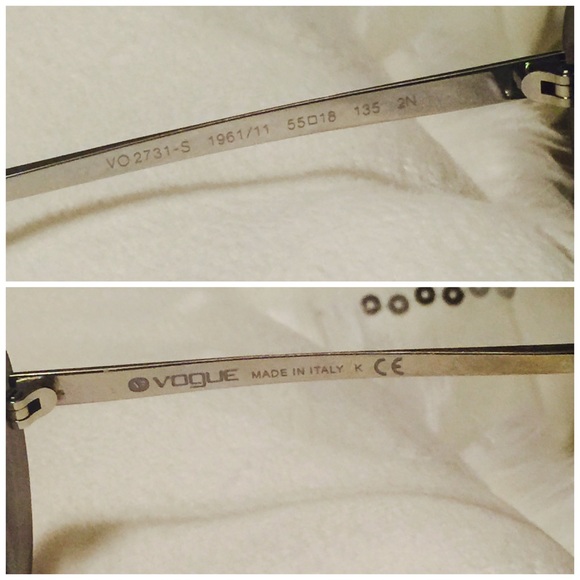 VO2731-S 1961/11 55□18 135 2N
VOGUE MADE IN ITALY K CE